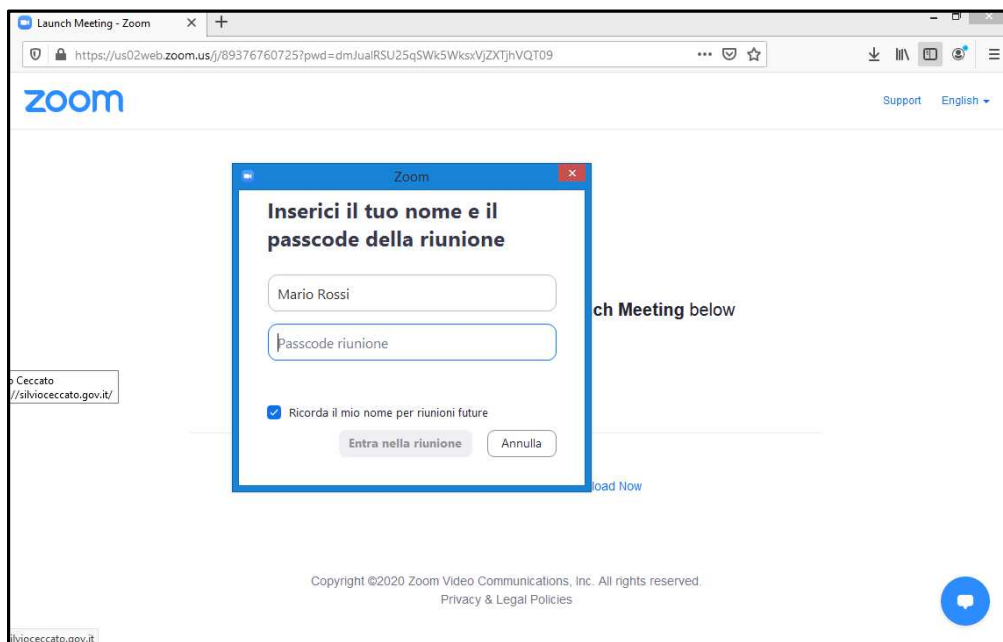 Launch Meeting - Zoom
https://us02web.zoom.us/j/89376760725?pwd=dmJualRSU25qSWk5WksxVjZXTjhVQT09
zoom
Support English
Zoom
Inserici il tuo nome e il
passcode della riunione
Mario Rossi
ch Meeting below
Passcode riunione
o Ceccato
//silvioceccato.gov.it/
Ricorda il mio nome per riunioni future
Entra nella riunione Annulla
load Now
Copyright ©2020 Zoom Video Communications, Inc. All rights reserved.
Privacy & Legal Policies
ilvioceccato.gov.it